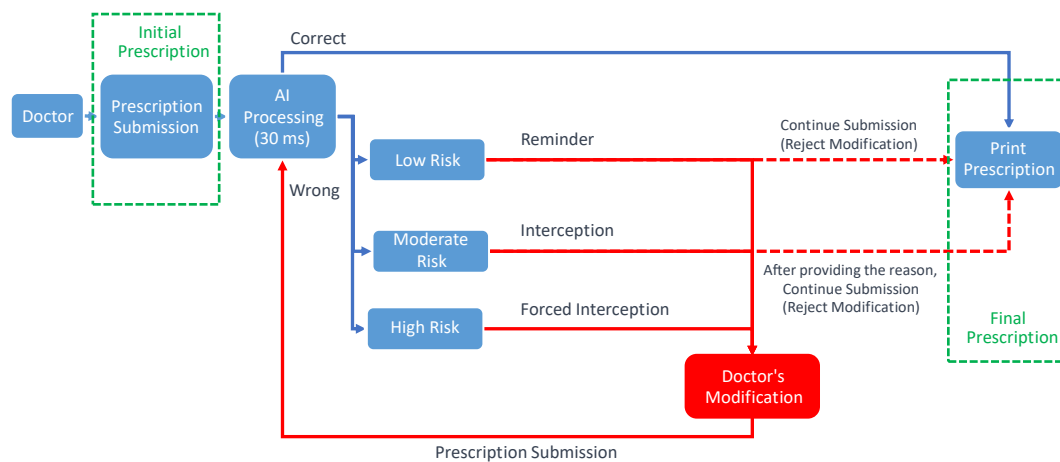 Initial
Prescription
Correct
Doctor
Prescription
Submission
AI
Processing
(30 ms)
Wrong
Low Risk
Reminder
Continue Submission
(Reject Modification)
Print
Prescription
Moderate
Risk
Interception
After providing the reason,
Continue Submission
(Reject Modification)
High Risk
Forced Interception
Final
Prescription
Doctor's
Modification
Prescription Submission